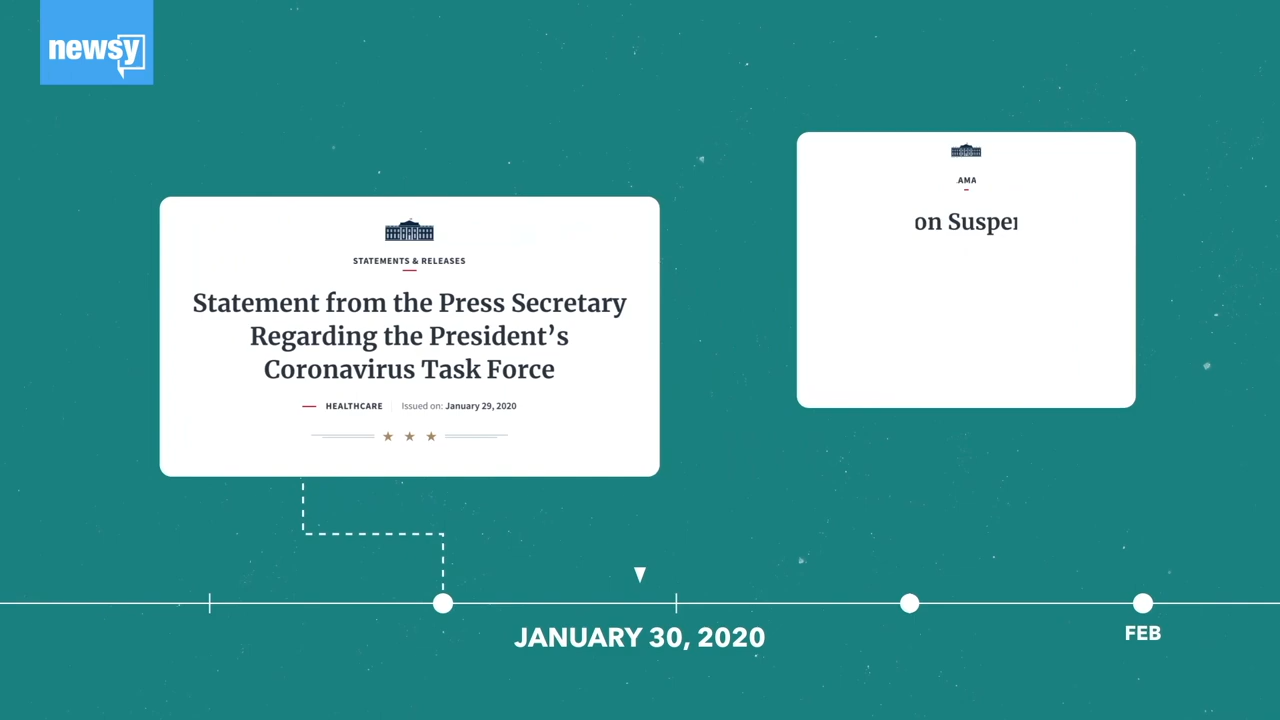 newsy
STATEMENTS & RELEASES
Statement from the Press Secretary
Regarding the President’s
Coronavirus Task Force
HEALTHCARE Issued on: January 29, 2020
AMA
on Suspe
JANUARY 30, 2020
FEB